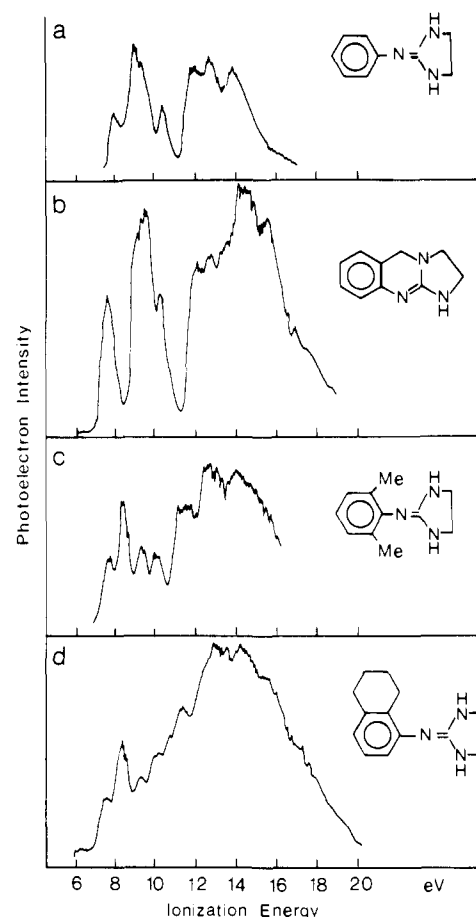 a
H
N
N =
N
H
b
N
N
N
H
c
Me
H
N
N =
N
H
Me
d
H
N
N =
N
H
Photoelectron Intensity
6 8 10 12 14 16 18 20 eV
Ionization Energy